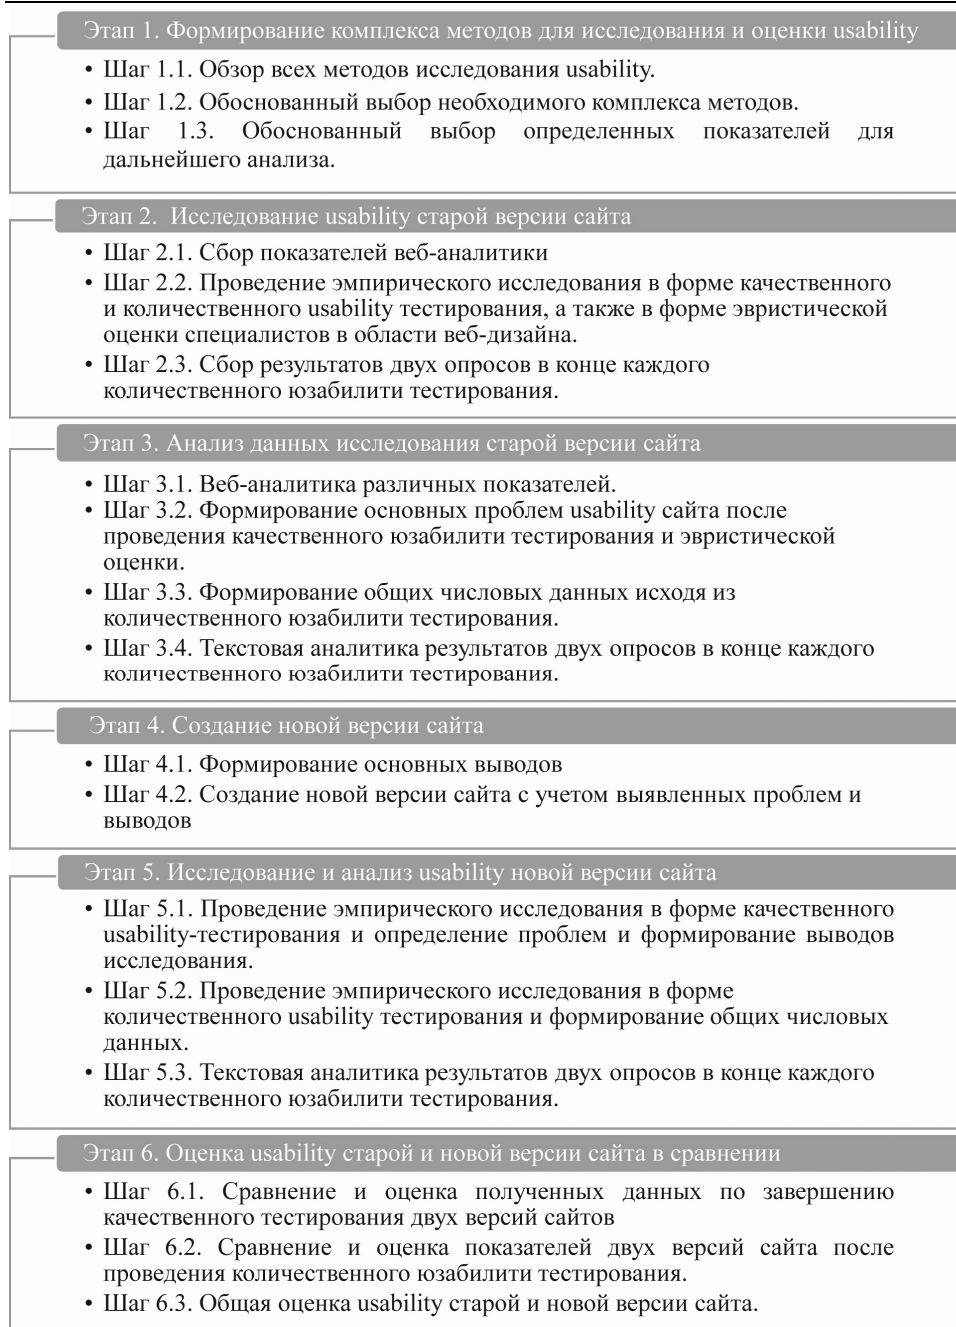 Этап 1. Формирование комплекса методов для исследования и оценки usability
• Шаг 1.1. Обзор всех методов исследования usability.
• Шаг 1.2. Обоснованный выбор необходимого комплекса методов.
• Шаг 1.3. Обоснованный выбор определенных показателей для
дальнейшего анализа.
Этап 2. Исследование usability старой версии сайта
• Шаг 2.1. Сбор показателей веб-аналитики
• Шаг 2.2. Проведение эмпирического исследования в форме качественного
и количественного usability тестирования, а также в форме эвристической
оценки специалистов в области веб-дизайна.
• Шаг 2.3. Сбор результатов двух опросов в конце каждого
количественного юзабилити тестирования.
Этап 3. Анализ данных исследования старой версии сайта
• Шаг 3.1. Веб-аналитика различных показателей.
• Шаг 3.2. Формирование основных проблем usability сайта после
проведения качественного юзабилити тестирования и эвристической
оценки.
• Шаг 3.3. Формирование общих числовых данных исходя из
количественного юзабилити тестирования.
• Шаг 3.4. Текстовая аналитика результатов двух опросов в конце каждого
количественного юзабилити тестирования.
Этап 4. Создание новой версии сайта
• Шаг 4.1. Формирование основных выводов
• Шаг 4.2. Создание новой версии сайта с учетом выявленных проблем и
выводов
Этап 5. Исследование и анализ usability новой версии сайта
• Шаг 5.1. Проведение эмпирического исследования в форме качественного
usability-тестирования и определение проблем и формирование выводов
исследования.
• Шаг 5.2. Проведение эмпирического исследования в форме
количественного usability тестирования и формирование общих числовых
данных.
• Шаг 5.3. Текстовая аналитика результатов двух опросов в конце каждого
количественного юзабилити тестирования.
Этап 6. Оценка usability старой и новой версии сайта в сравнении
• Шаг 6.1. Сравнение и оценка полученных данных по завершению
качественного тестирования двух версий сайтов
• Шаг 6.2. Сравнение и оценка показателей двух версий сайта после
проведения количественного юзабилити тестирования.
• Шаг 6.3. Общая оценка usability старой и новой версии сайта.